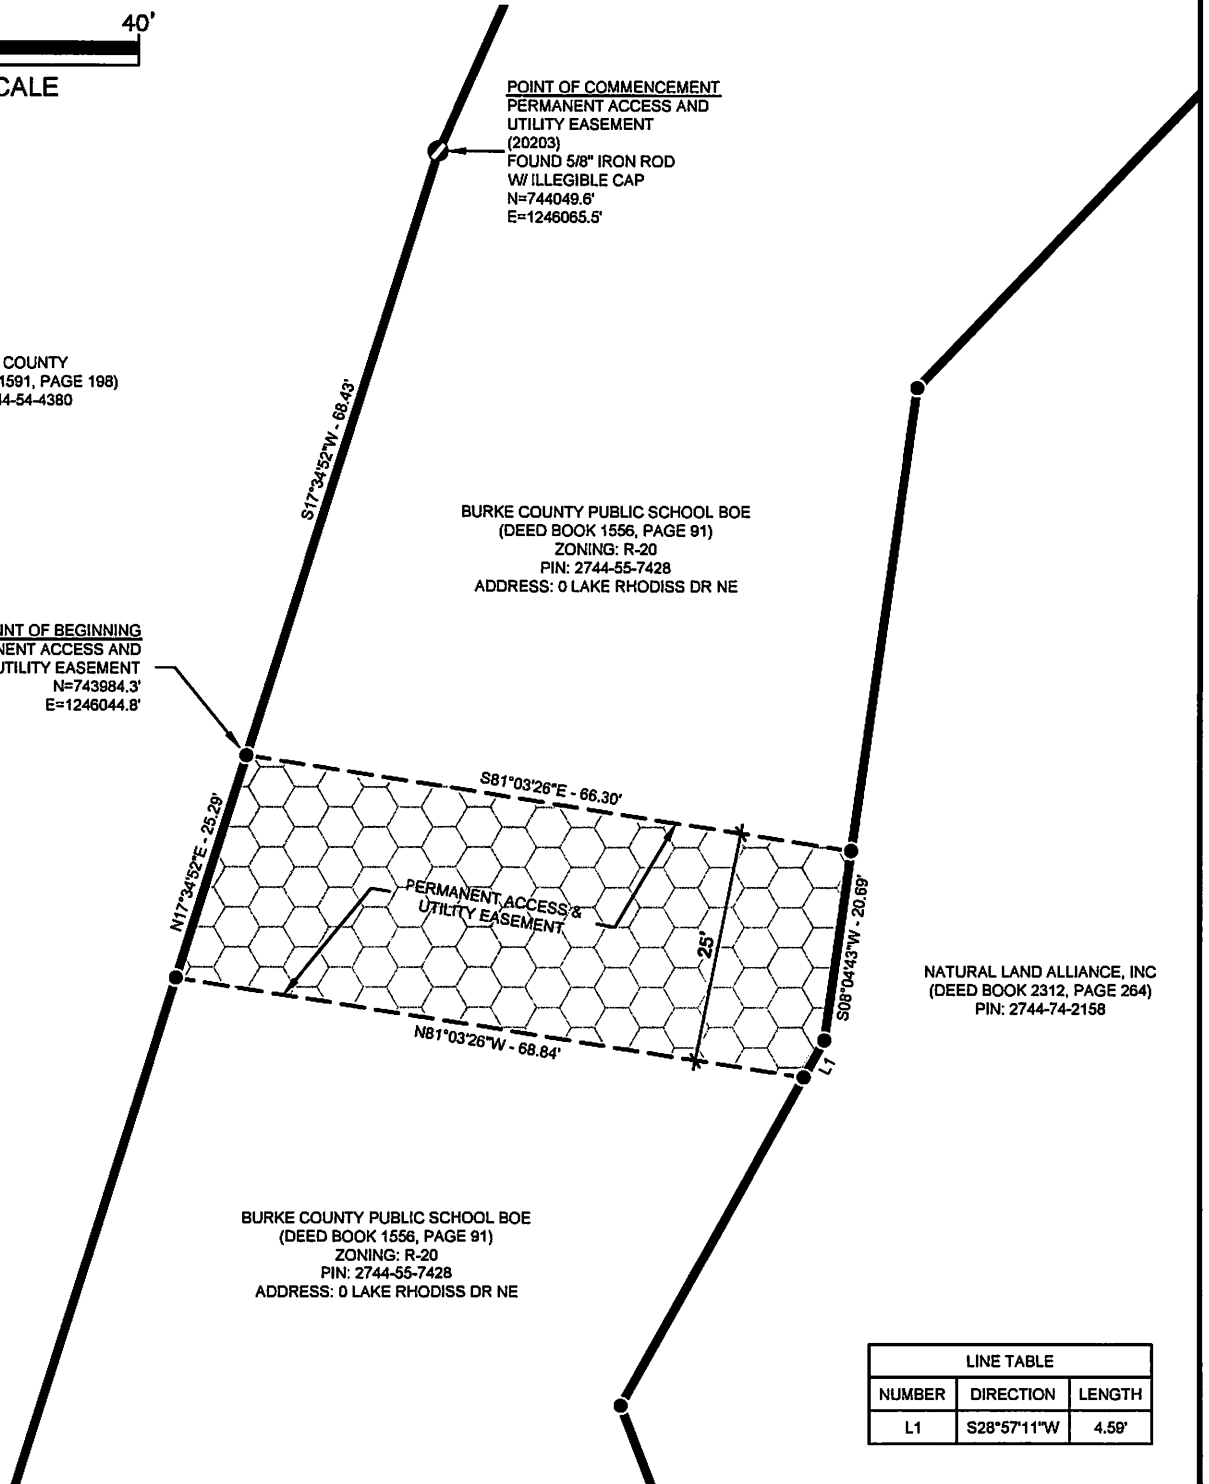 40'
CALE
POINT OF COMMENCEMENT
PERMANENT ACCESS AND
UTILITY EASEMENT
(20203)
FOUND 5/8" IRON ROD
W/ ILLEGIBLE CAP
N=744049.6'
E=1246065.5'
COUNTY
1591, PAGE 198)
4-54-4380
S17°34'52"W - 68.43'
BURKE COUNTY PUBLIC SCHOOL BOE
(DEED BOOK 1556, PAGE 91)
ZONING: R-20
PIN: 2744-55-7428
ADDRESS: 0 LAKE RHODISS DR NE
INT OF BEGINNING
NENT ACCESS AND
UTILITY EASEMENT
N=743984.3'
E=1246044.8'
S81°03'26"E - 66.30'
N17°34'52"E - 25.29'
PERMANENT ACCESS &
UTILITY EASEMENT
25'
S08°04'43"W - 20.69'
NATURAL LAND ALLIANCE, INC
(DEED BOOK 2312, PAGE 264)
PIN: 2744-74-2158
N81°03'26"W - 68.84'
L1
BURKE COUNTY PUBLIC SCHOOL BOE
(DEED BOOK 1556, PAGE 91)
ZONING: R-20
PIN: 2744-55-7428
ADDRESS: 0 LAKE RHODISS DR NE
LINE TABLE
NUMBER DIRECTION LENGTH
L1 S28°57'11"W 4.59'